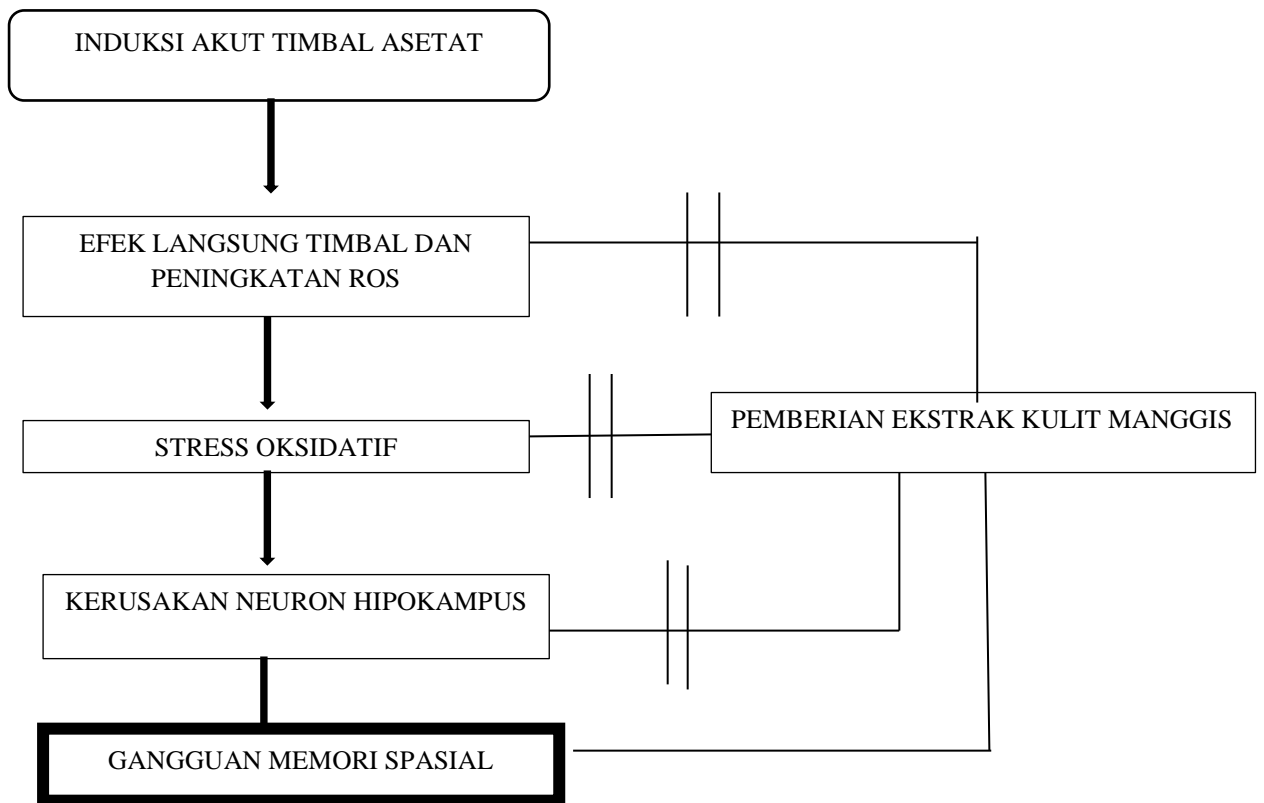 INDUKSI AKUT TIMBAL ASETAT
EFEK LANGSUNG TIMBAL DAN
PENINGKATAN ROS
STRESS OKSIDATIF
PEMBERIAN EKSTRAK KULIT MANGGIS
KERUSAKAN NEURON HIPOKAMPUS
GANGGUAN MEMORI SPASIAL